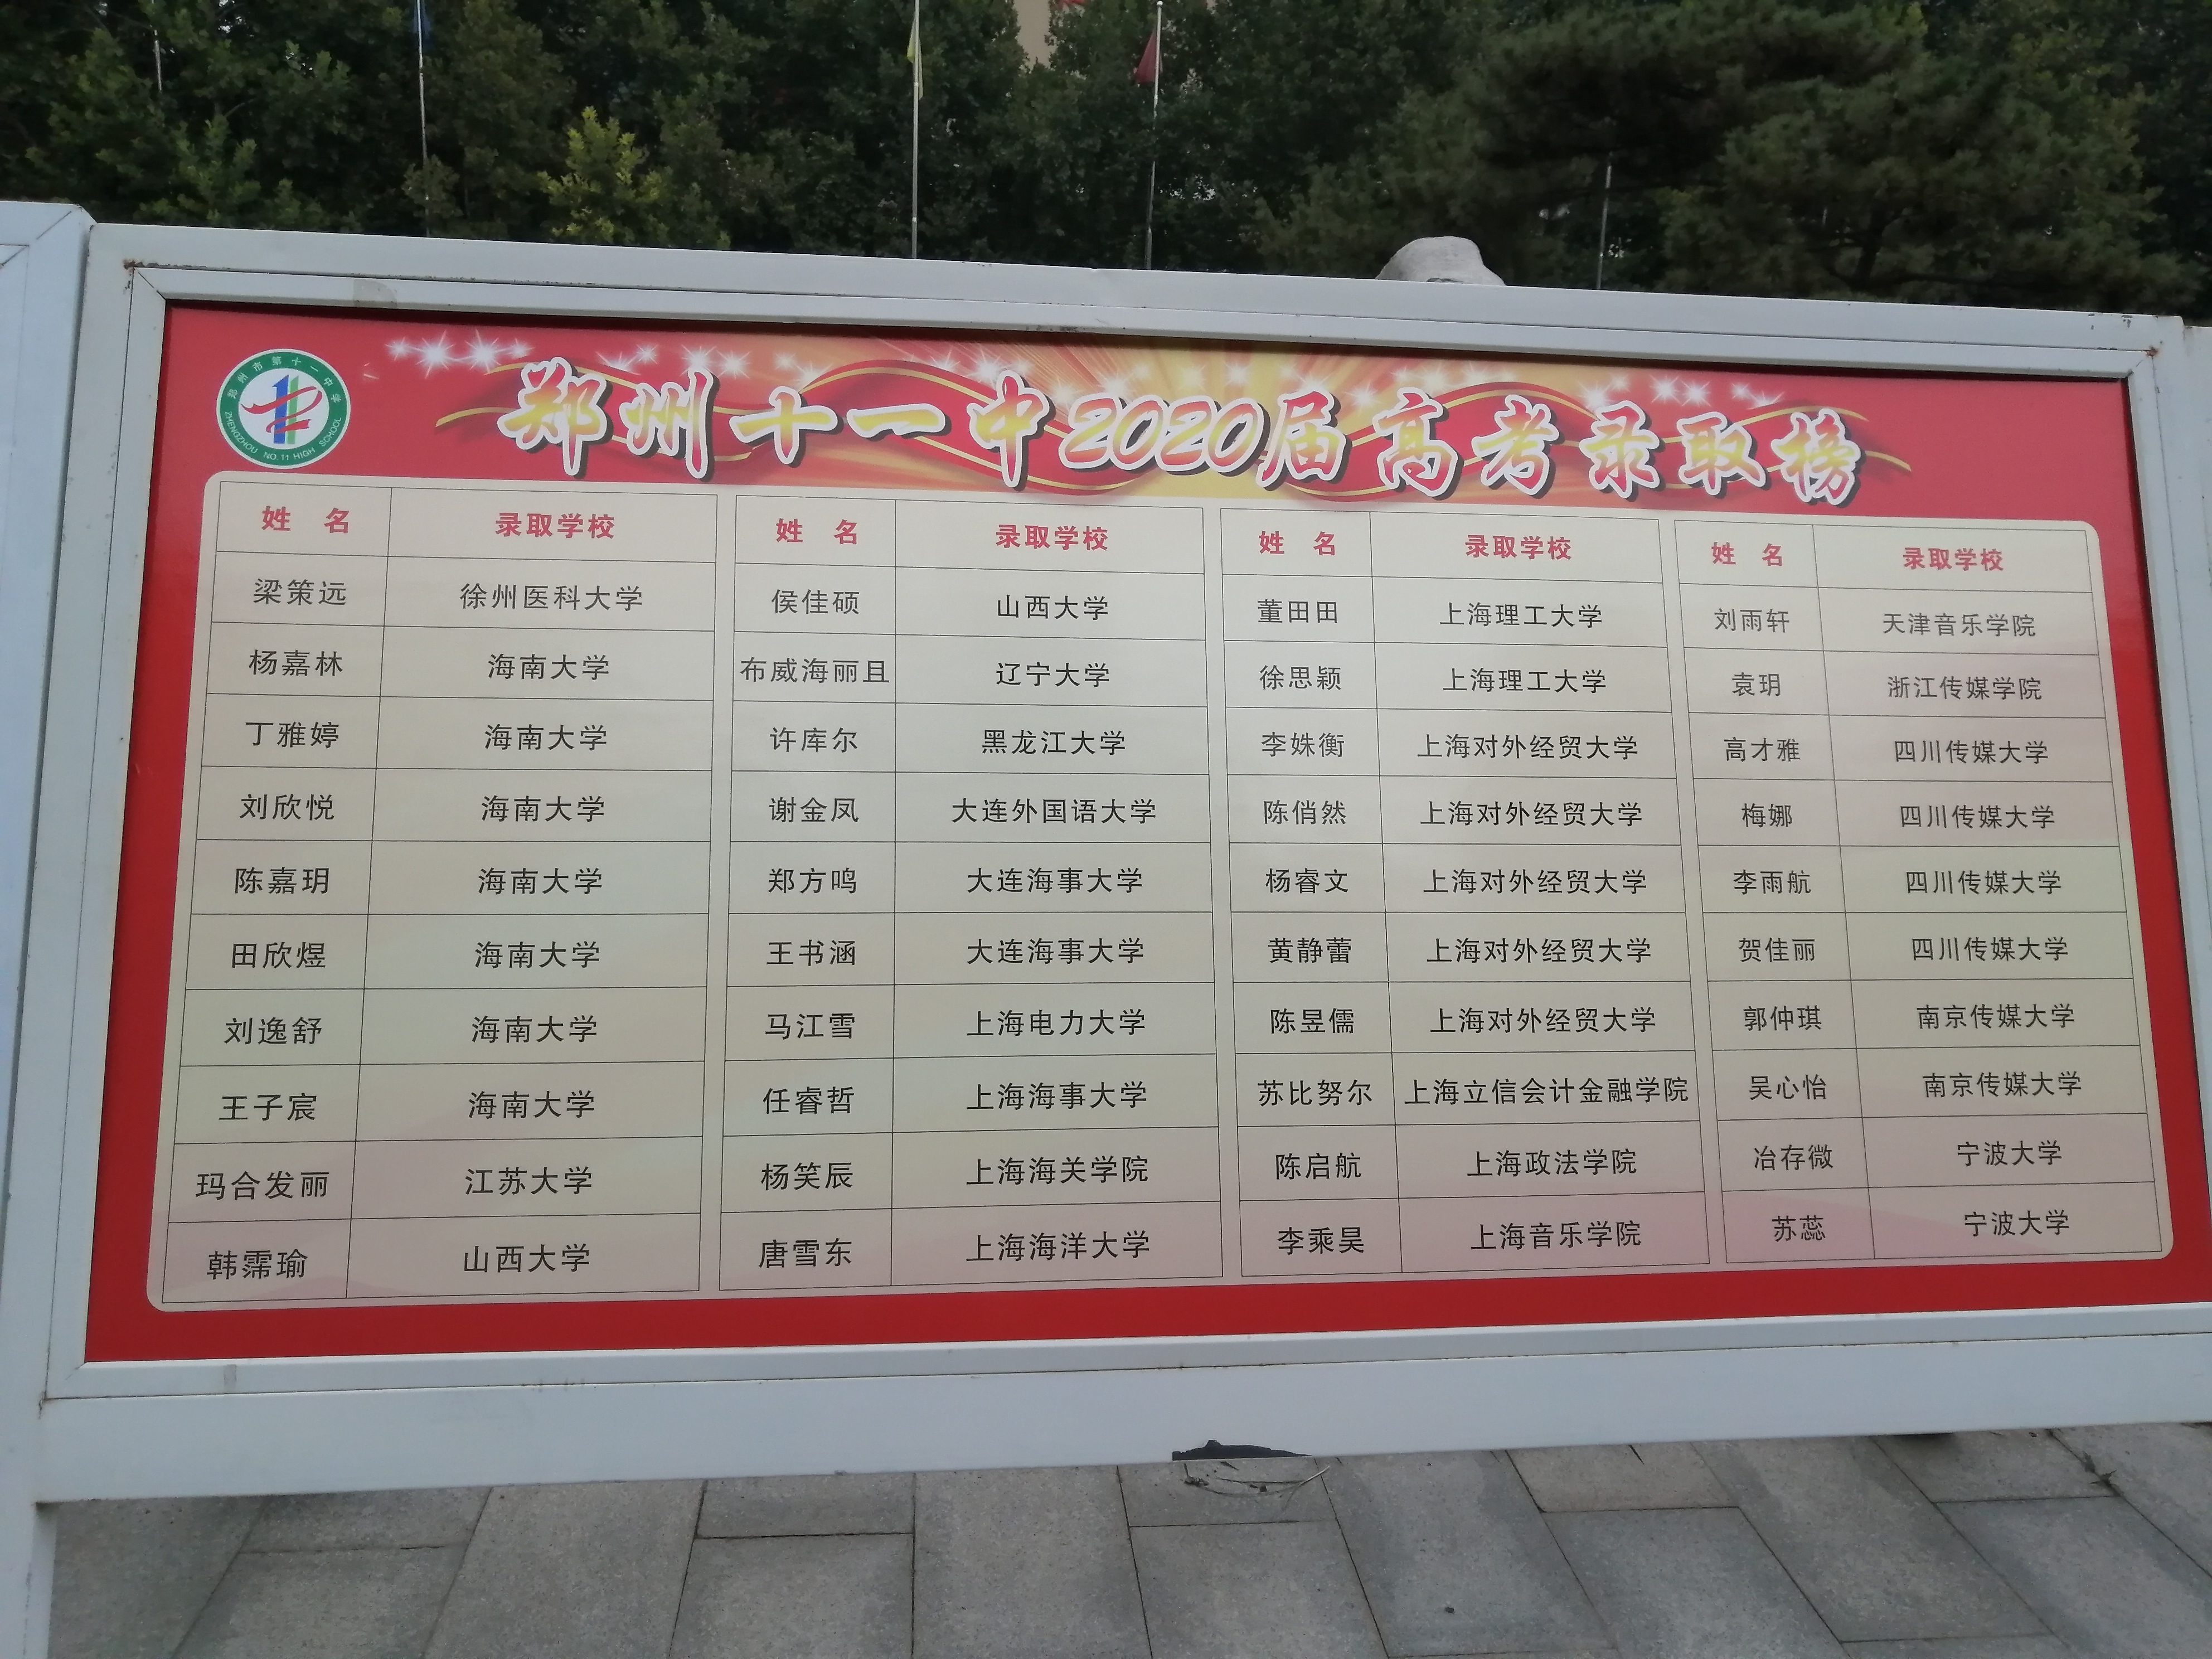 郑州市第十一中学
ZHENGZHOU NO.11 HIGH SCHOOL
郑州十一中2020届高考录取榜
姓 名 录取学校 姓 名 录取学校 姓 名 录取学校 姓 名 录取学校
梁策远 徐州医科大学 侯佳硕 山西大学 董田田 上海理工大学 刘雨轩 天津音乐学院
杨嘉林 海南大学 布威海丽且 辽宁大学 徐思颖 上海理工大学 袁玥 浙江传媒学院
丁雅婷 海南大学 许库尔 黑龙江大学 李姝衡 上海对外经贸大学 高才雅 四川传媒大学
刘欣悦 海南大学 谢金凤 大连外国语大学 陈俏然 上海对外经贸大学 梅娜 四川传媒大学
陈嘉玥 海南大学 郑方鸣 大连海事大学 杨睿文 上海对外经贸大学 李雨航 四川传媒大学
田欣煜 海南大学 王书涵 大连海事大学 黄静蕾 上海对外经贸大学 贺佳丽 四川传媒大学
刘逸舒 海南大学 马江雪 上海电力大学 陈昱儒 上海对外经贸大学 郭仲琪 南京传媒大学
王子宸 海南大学 任睿哲 上海海事大学 苏比努尔 上海立信会计金融学院 吴心怡 南京传媒大学
玛合发丽 江苏大学 杨笑辰 上海海关学院 陈启航 上海政法学院 冶存微 宁波大学
韩霈瑜 山西大学 唐雪东 上海海洋大学 李乘昊 上海音乐学院 苏蕊 宁波大学